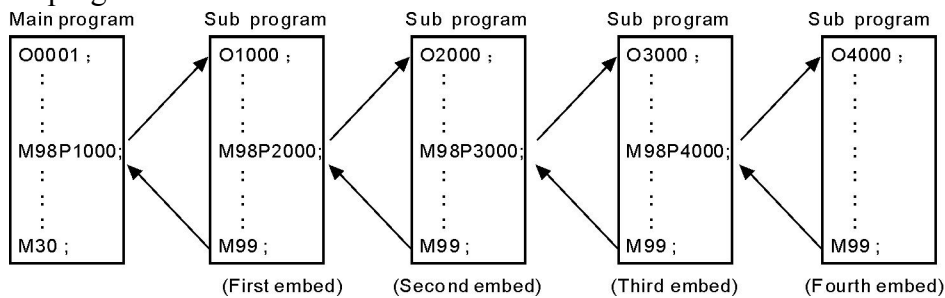 Main program Sub program Sub program Sub program Sub program
O0001 ; O1000 ; O2000 ; O3000 ; O4000 ;
M98P1000; M98P2000; M98P3000; M98P4000;
M30 ; M99 ; M99 ; M99 ; M99 ;
(First embed) (Second embed) (Third embed) (Fourth embed)